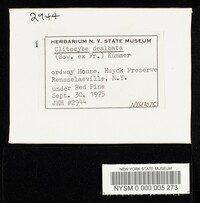 2944
HERBARIUM N. Y. STATE MUSEUM
Clitocybe dealbata
(Sow. ex Fr.) Kummer
ordway House, Huyck Preserve
Rensselaeville, N.Y.
under Red Pine
Sept. 30, 1975
JHH #2944
NEW YORK STATE MUSEUM
NYSM 0 000 005 273